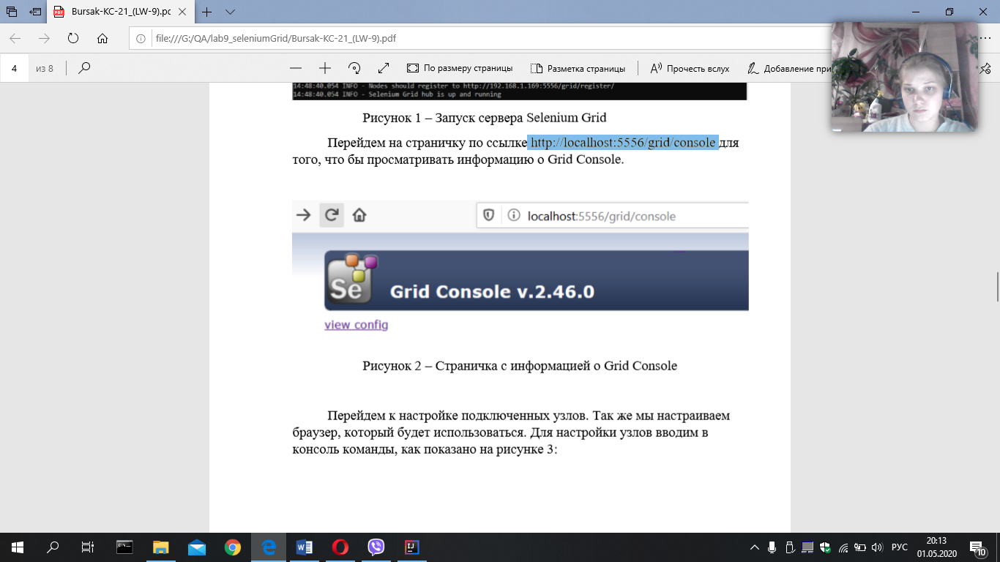 Bursak-KC-21_(LW-9).pc
file:///G:/QA/lab9_seleniumGrid/Bursak-KC-21_(LW-9).pdf
4 из 8
По размеру страницы
Разметка страницы
Прочесть вслух
Добавление при
14:48:40.054 INFO - Nodes should register to http://192.168.1.169:5556/grid/register/
14:48:40.054 INFO - Selenium Grid hub is up and running
Рисунок 1 – Запуск сервера Selenium Grid
Перейдем на страничку по ссылке http://localhost:5556/grid/console для
того, что бы просматривать информацию о Grid Console.
localhost:5556/grid/console
Se
Grid Console v.2.46.0
view config
Рисунок 2 – Страничка с информацией о Grid Console
Перейдем к настройке подключенных узлов. Так же мы настраиваем
браузер, который будет использоваться. Для настройки узлов вводим в
консоль команды, как показано на рисунке 3:
РУС
20:13
01.05.2020
10